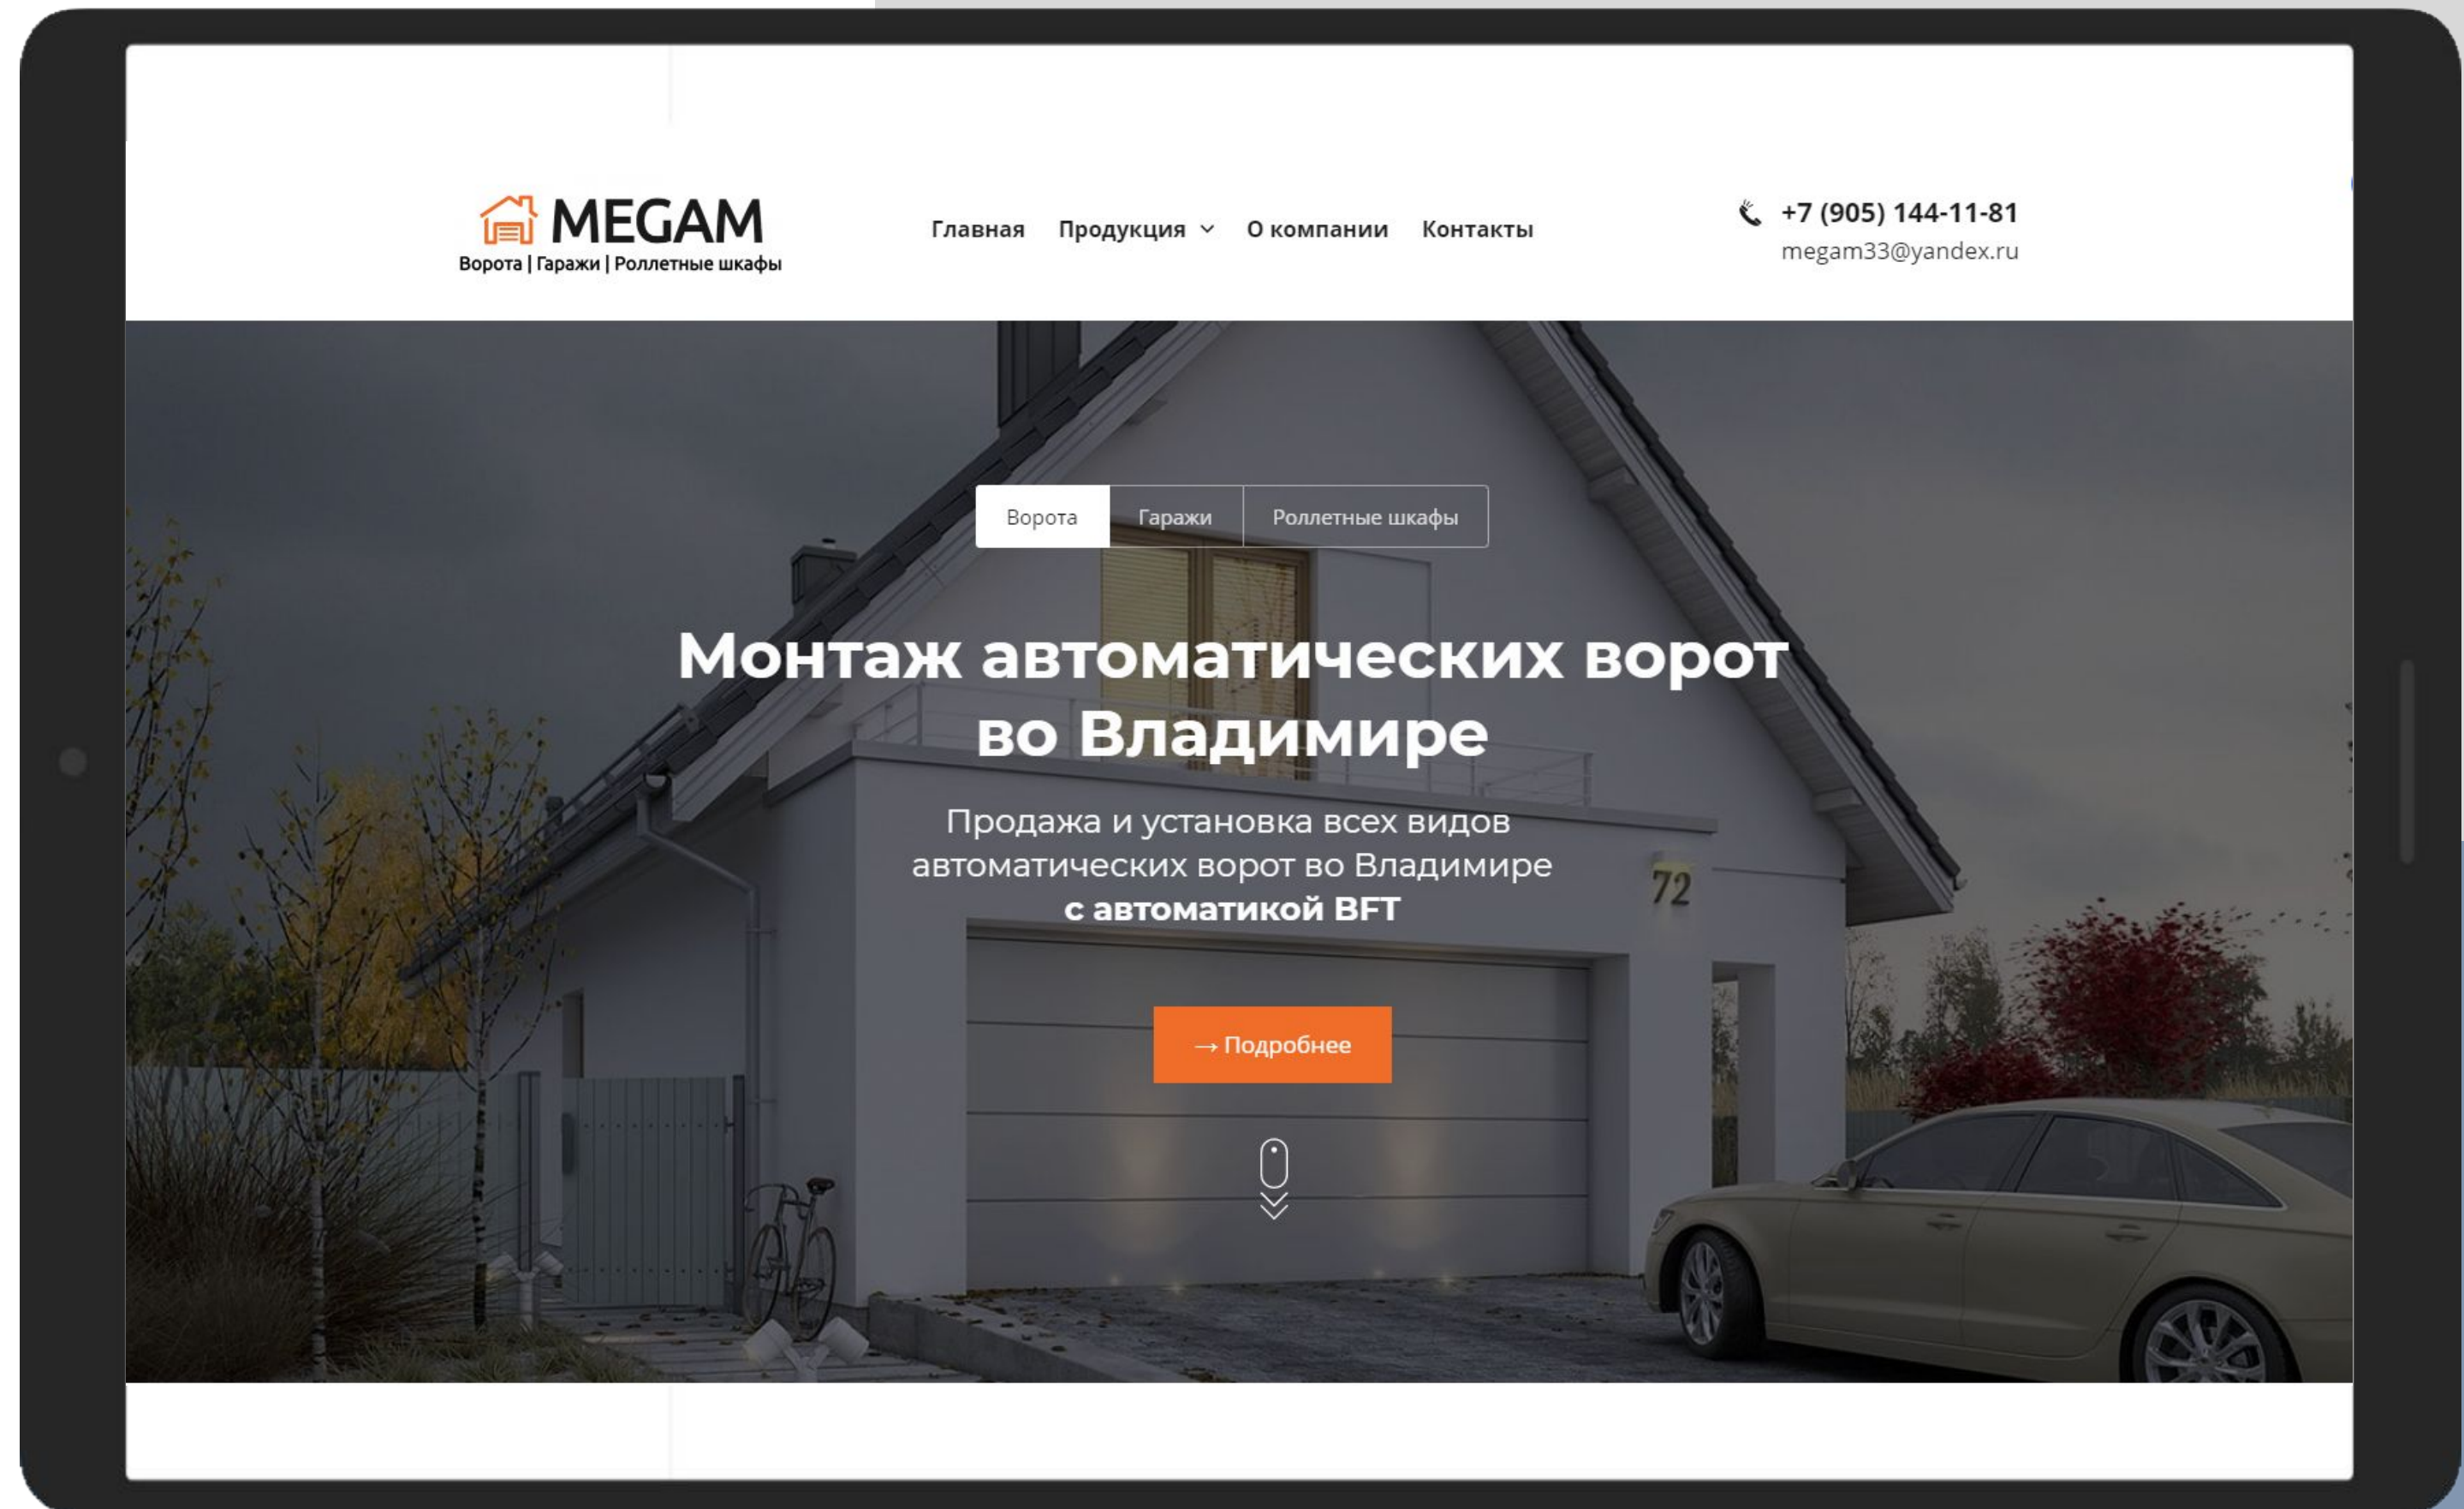 MEGAM
Ворота | Гаражи | Роллетные шкафы
Главная Продукция О компании Контакты
+7 (905) 144-11-81
megam33@yandex.ru
Ворота Гаражи Роллетные шкафы
Монтаж автоматических ворот
во Владимире
Продажа и установка всех видов
автоматических ворот во Владимире
с автоматикой BFT
72
→ Подробнее